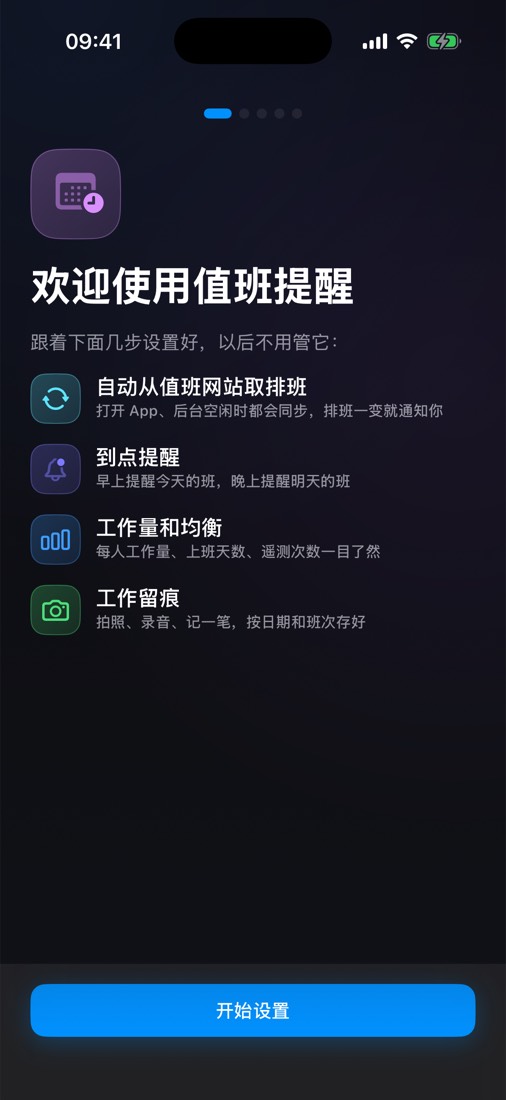 09:41
欢迎使用值班提醒
跟着下面几步设置好，以后不用管它：
自动从值班网站取排班
打开 App、后台空闲时都会同步，排班一变就通知你
到点提醒
早上提醒今天的班，晚上提醒明天的班
工作量和均衡
每人工作量、上班天数、遥测次数一目了然
工作留痕
拍照、录音、记一笔，按日期和班次存好
开始设置